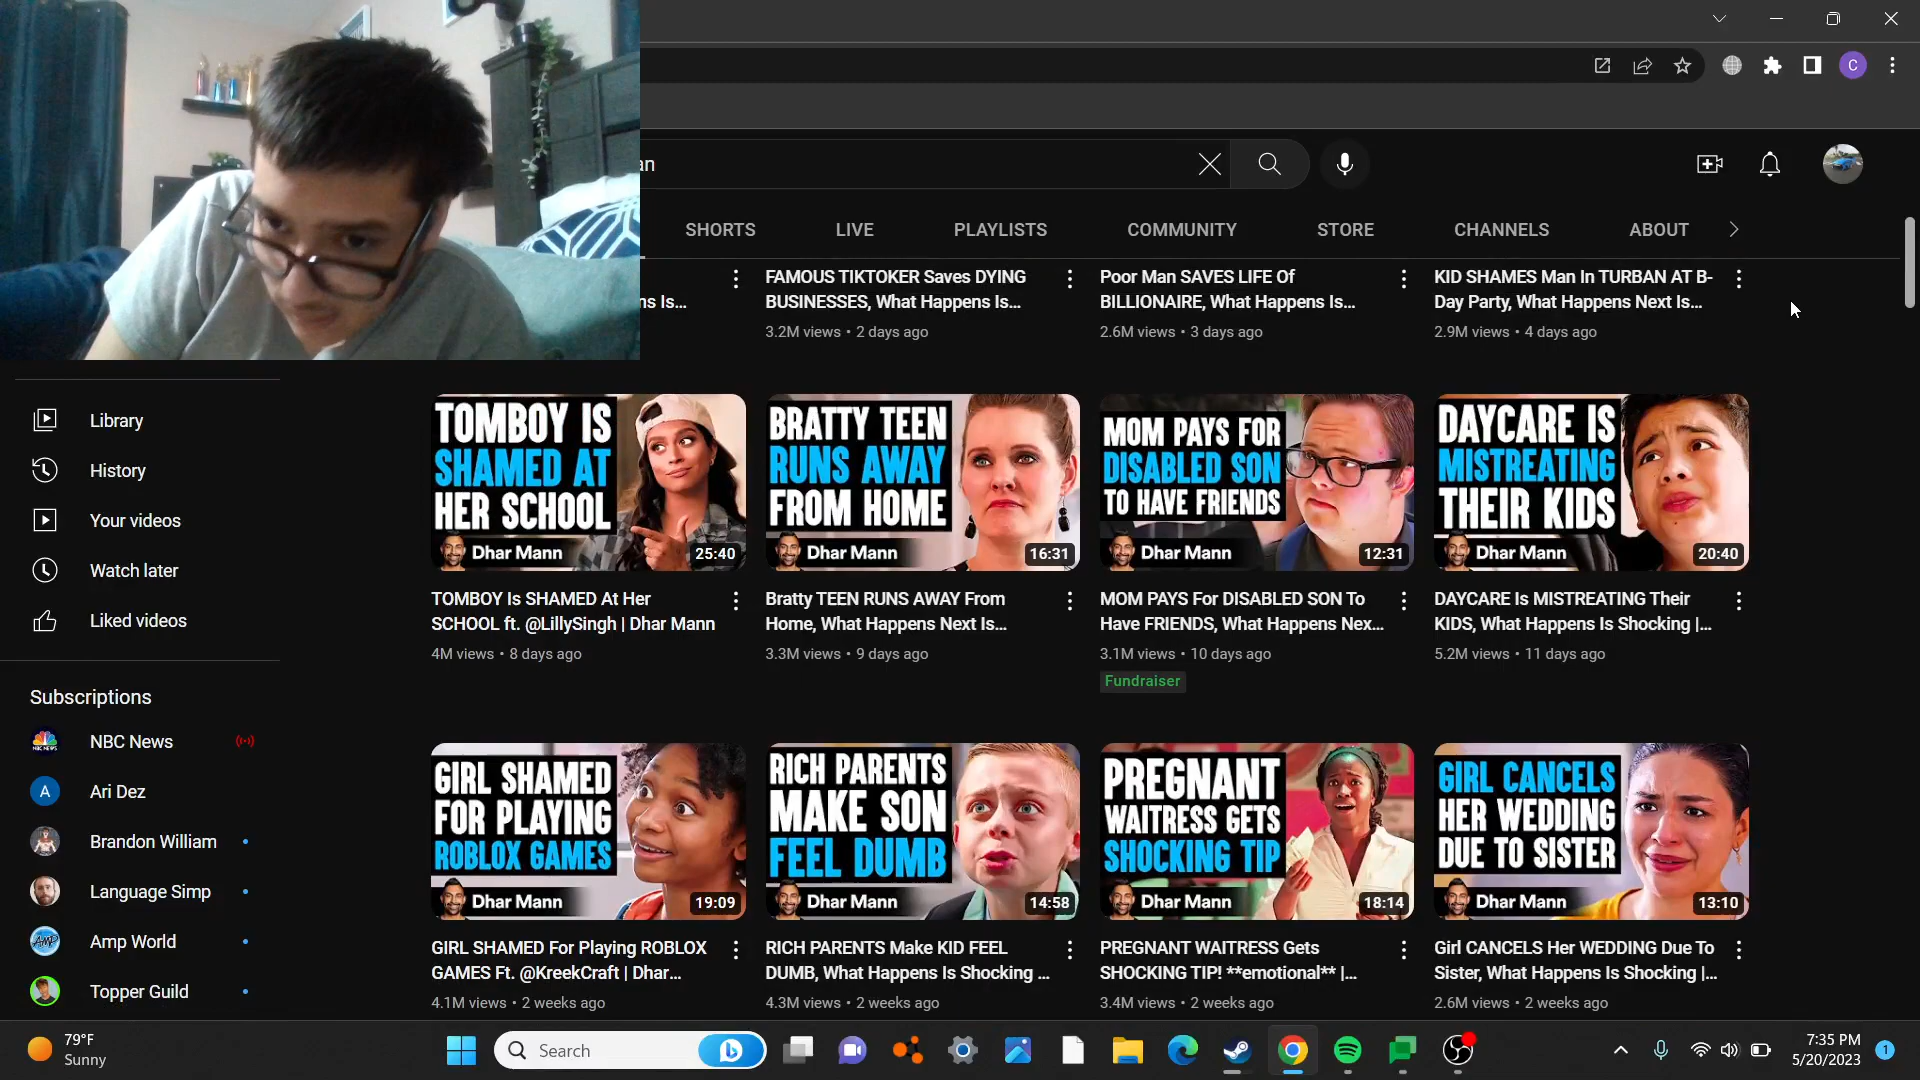 C
an
SHORTS LIVE PLAYLISTS COMMUNITY STORE CHANNELS ABOUT
ns Is...
FAMOUS TIKTOKER Saves DYING
BUSINESSES, What Happens Is...
3.2M views • 2 days ago
Poor Man SAVES LIFE Of
BILLIONAIRE, What Happens Is...
2.6M views • 3 days ago
KID SHAMES Man In TURBAN AT B-
Day Party, What Happens Next Is...
2.9M views • 4 days ago
Library
History
Your videos
Watch later
Liked videos
Subscriptions
NBC News
A Ari Dez
Brandon William
Language Simp
AMP Amp World
Topper Guild
TOMBOY IS
SHAMED AT
HER SCHOOL
Dhar Mann
25:40
TOMBOY Is SHAMED At Her
SCHOOL ft. @LillySingh | Dhar Mann
4M views • 8 days ago
BRATTY TEEN
RUNS AWAY
FROM HOME
Dhar Mann
16:31
Bratty TEEN RUNS AWAY From
Home, What Happens Next Is...
3.3M views • 9 days ago
MOM PAYS FOR
DISABLED SON
TO HAVE FRIENDS
Dhar Mann
12:31
MOM PAYS For DISABLED SON To
Have FRIENDS, What Happens Nex...
3.1M views • 10 days ago
Fundraiser
DAYCARE IS
MISTREATING
THEIR KIDS
Dhar Mann
20:40
DAYCARE Is MISTREATING Their
KIDS, What Happens Is Shocking |...
5.2M views • 11 days ago
GIRL SHAMED
FOR PLAYING
ROBLOX GAMES
Dhar Mann
19:09
GIRL SHAMED For Playing ROBLOX
GAMES Ft. @KreekCraft | Dhar...
4.1M views • 2 weeks ago
RICH PARENTS
MAKE SON
FEEL DUMB
Dhar Mann
14:58
RICH PARENTS Make KID FEEL
DUMB, What Happens Is Shocking ...
4.3M views • 2 weeks ago
PREGNANT
WAITRESS GETS
SHOCKING TIP
Dhar Mann
18:14
PREGNANT WAITRESS Gets
SHOCKING TIP! **emotional** |...
3.4M views • 2 weeks ago
GIRL CANCELS
HER WEDDING
DUE TO SISTER
Dhar Mann
13:10
Girl CANCELS Her WEDDING Due To
Sister, What Happens Is Shocking |...
2.6M views • 2 weeks ago
79°F
Sunny
Search
7:35 PM
5/20/2023
1